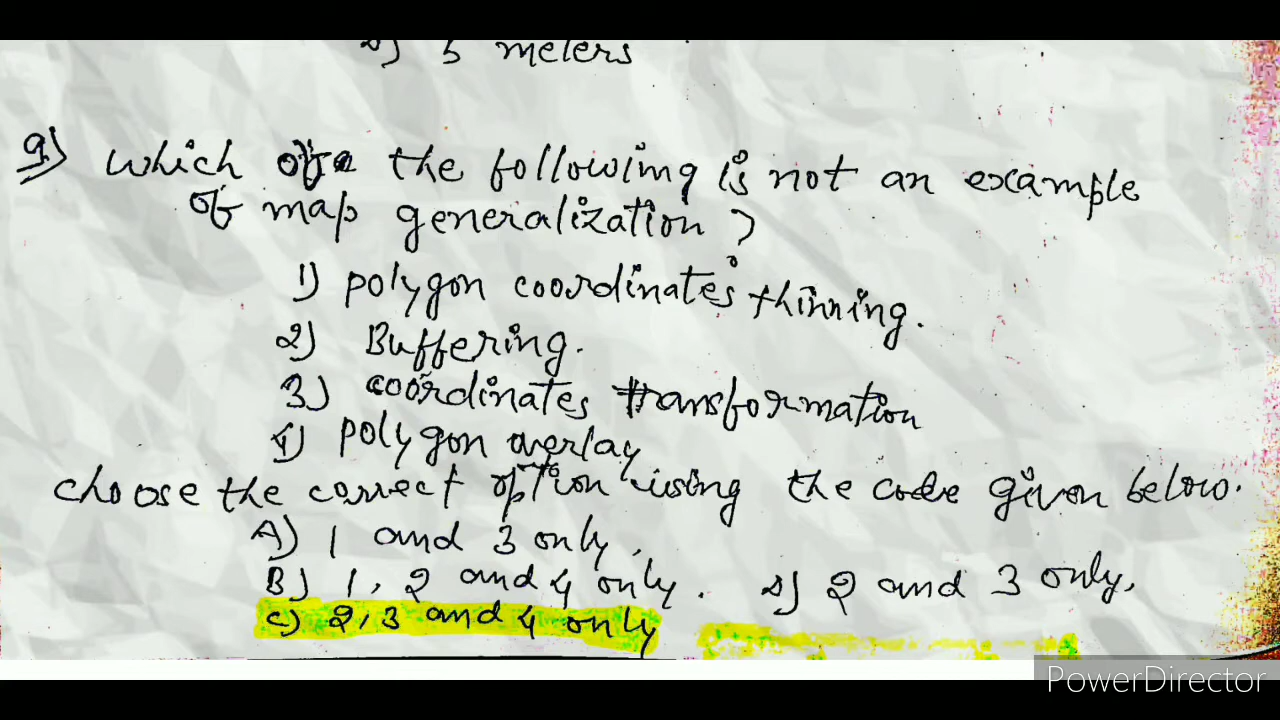 D) 5 meters
9) Which of the following is not an example
of map generalization?
1) polygon coordinates thinning.
2) Buffering.
3) coordinates transformation
4) polygon overlay
choose the correct option using the code given below.
A) 1 and 3 only.
B) 1, 2 and 4 only. D) 2 and 3 only.
C) 2, 3 and 4 only
PowerDirector